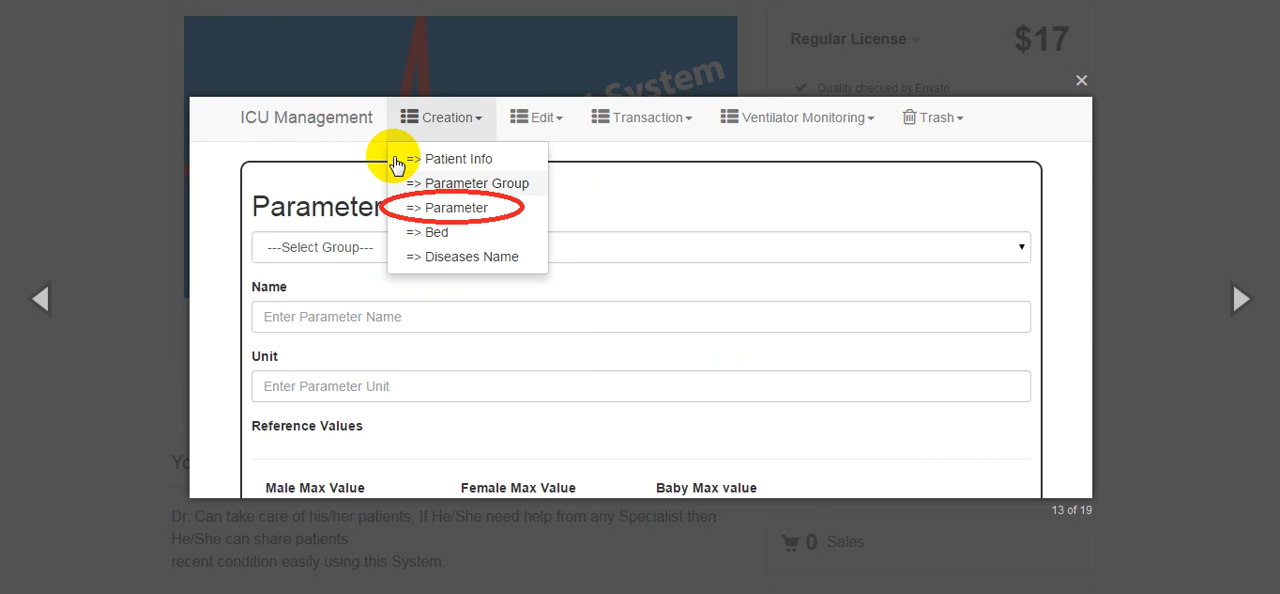 System
Regular License
$17
Quality checked by Envato
×
ICU Management
Creation
Edit
Transaction
Ventilator Monitoring
Trash
=> Patient Info
=> Parameter Group
=> Parameter
=> Bed
=> Diseases Name
Parameter
---Select Group---
Name
Enter Parameter Name
Unit
Enter Parameter Unit
Reference Values
Male Max Value
Female Max Value
Baby Max value
13 of 19
Dr. Can take care of his/her patients, If He/She need help from any Specialist then
He/She can share patients
recent condition easily using this System.
0 Sales